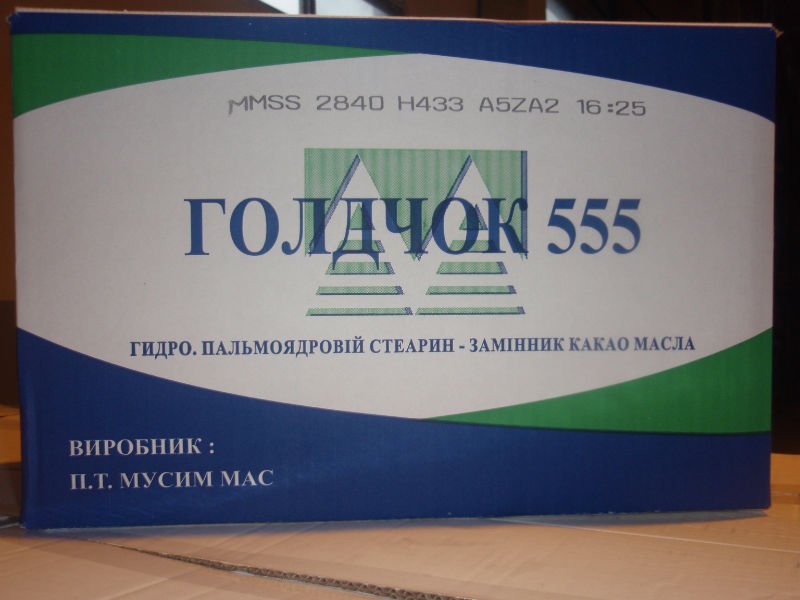 MMSS 2840 H433 A5ZA2 16:25
ГОЛДЧОК 555
ГИДРО. ПАЛЬМОЯДРОВІЙ СТЕАРИН - ЗАМІННИК КАКАО МАСЛА
ВИРОБНИК :
П.Т. МУСИМ МАС